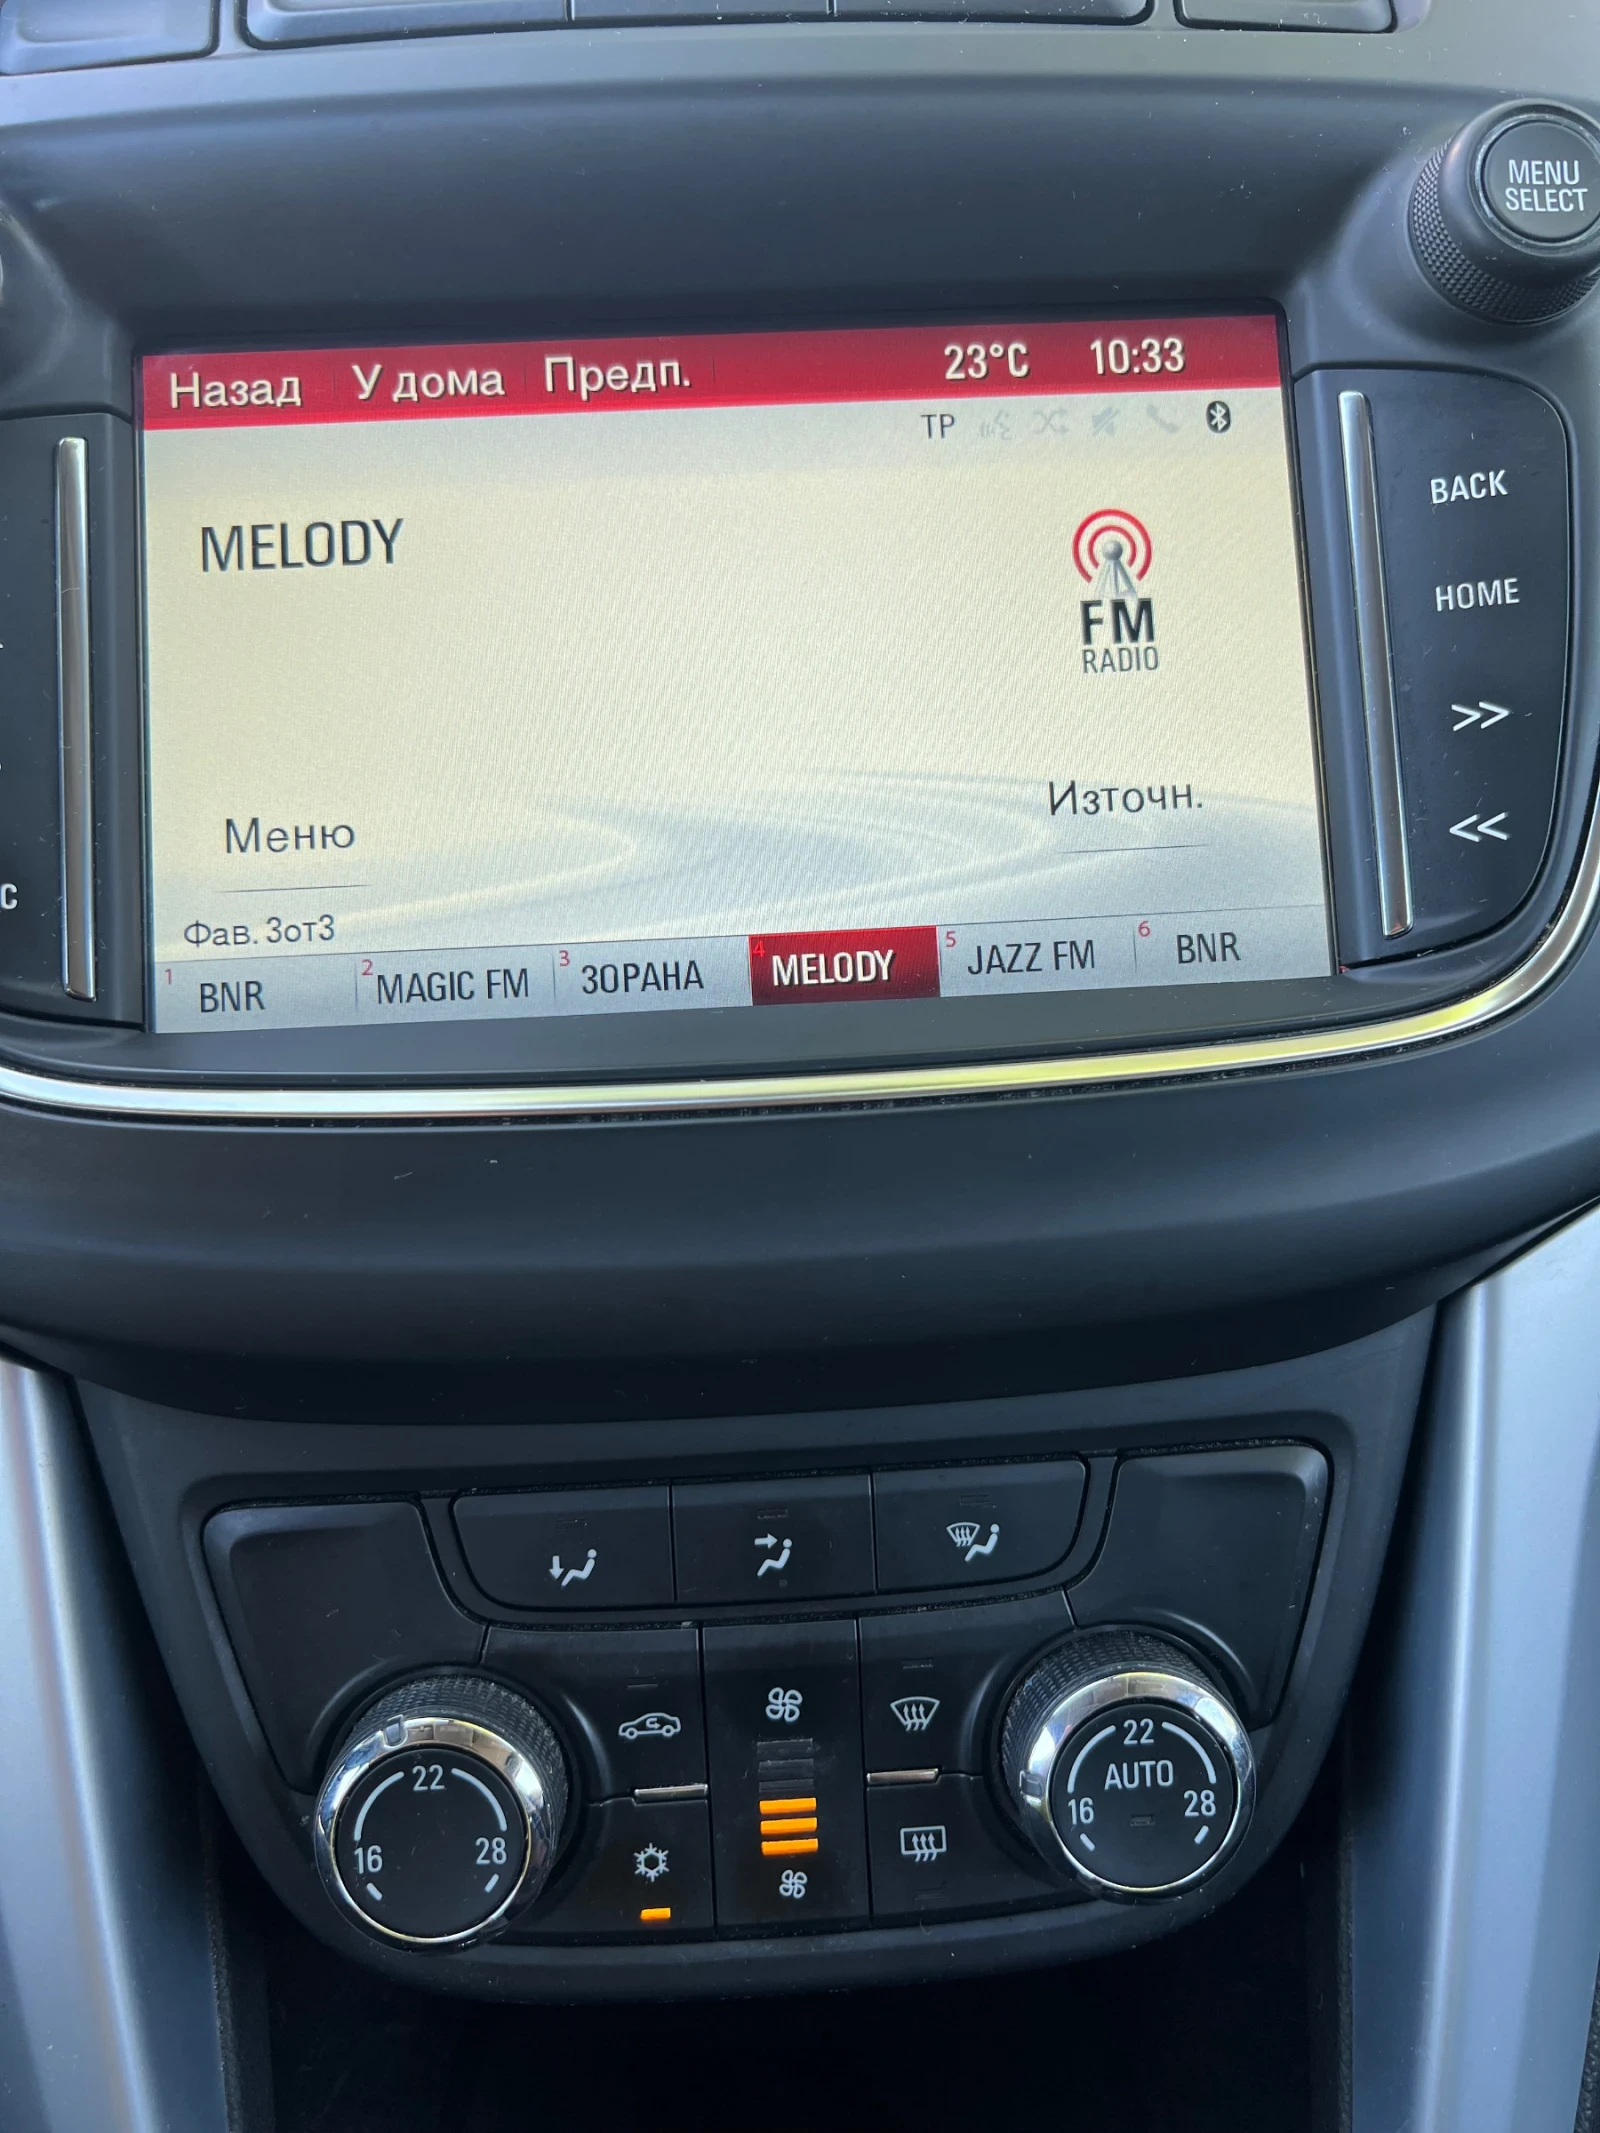 MENU
SELECT
Назад У дома Предп. 23°C 10:33
TP
BACK
MELODY
HOME
FM
RADIO
>>
Меню Източн.
<<
C
Фав. 3от3
1 BNR 2 MAGIC FM 3 ЗОРАНА 4 MELODY 5 JAZZ FM 6 BNR
22
16 28
22
AUTO
16 28